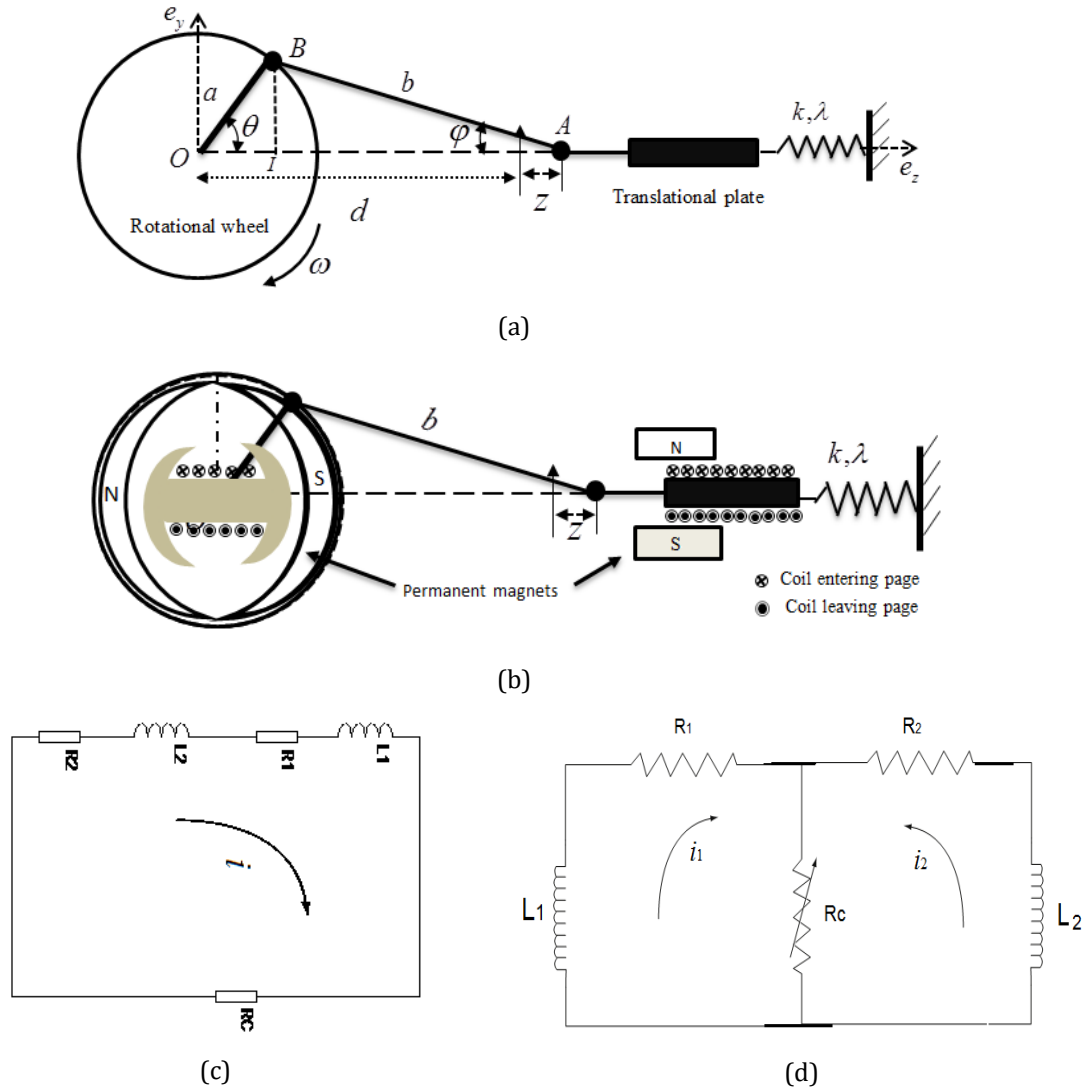 e_y
B
a
b
θ
φ
A
k,λ
O
I
z
e_z
d
Translational plate
Rotational wheel
ω
(a)
b
N
k,λ
N
S
z
S
Permanent magnets
Coil entering page
Coil leaving page
(b)
R2
L2
R1
L1
i
RC
(c)
R1
R2
i1
i2
L1
Rc
L2
(d)